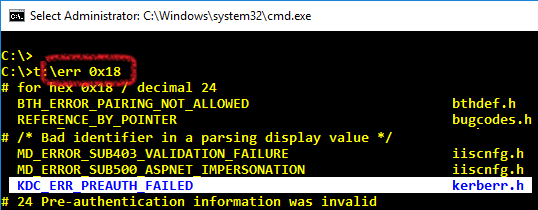 Select Administrator: C:\Windows\system32\cmd.exe
C:\>
C:\>t:\err 0x18
# for hex 0x18 / decimal 24
BTH_ERROR_PAIRING_NOT_ALLOWED bthdef.h
REFERENCE_BY_POINTER bugcodes.h
# /* Bad identifier in a parsing display value */
MD_ERROR_SUB403_VALIDATION_FAILURE iiscnfg.h
MD_ERROR_SUB500_ASPNET_IMPERSONATION iiscnfg.h
KDC_ERR_PREAUTH_FAILED kerberr.h
# 24 Pre-authentication information was invalid